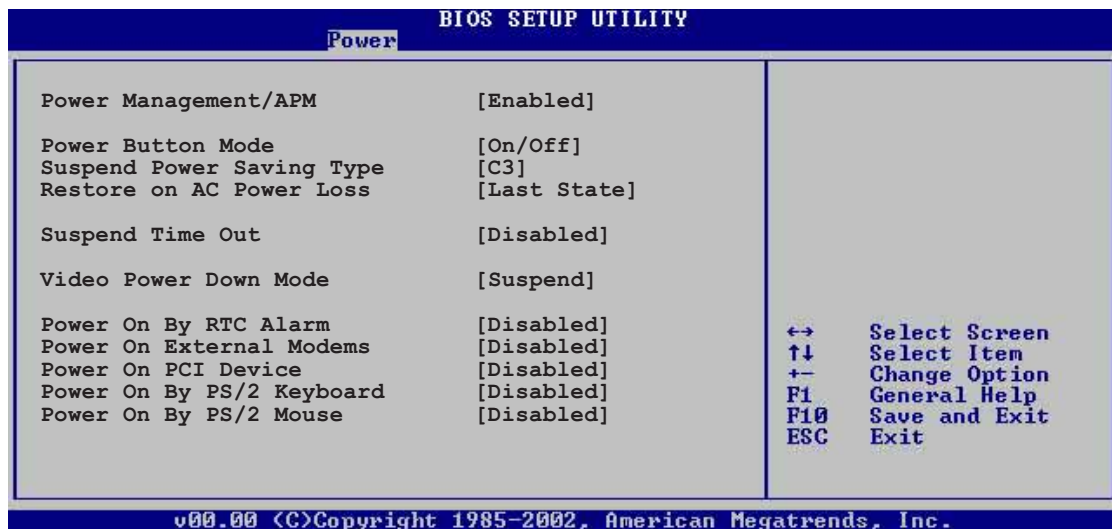 BIOS SETUP UTILITY
Power
Power Management/APM [Enabled]
Power Button Mode [On/Off]
Suspend Power Saving Type [C3]
Restore on AC Power Loss [Last State]
Suspend Time Out [Disabled]
Video Power Down Mode [Suspend]
Power On By RTC Alarm [Disabled]
Power On External Modems [Disabled]
Power On PCI Device [Disabled]
Power On By PS/2 Keyboard [Disabled]
Power On By PS/2 Mouse [Disabled]
←→ Select Screen
↑↓ Select Item
+- Change Option
F1 General Help
F10 Save and Exit
ESC Exit
v00.00 (C)Copyright 1985-2002, American Megatrends, Inc.